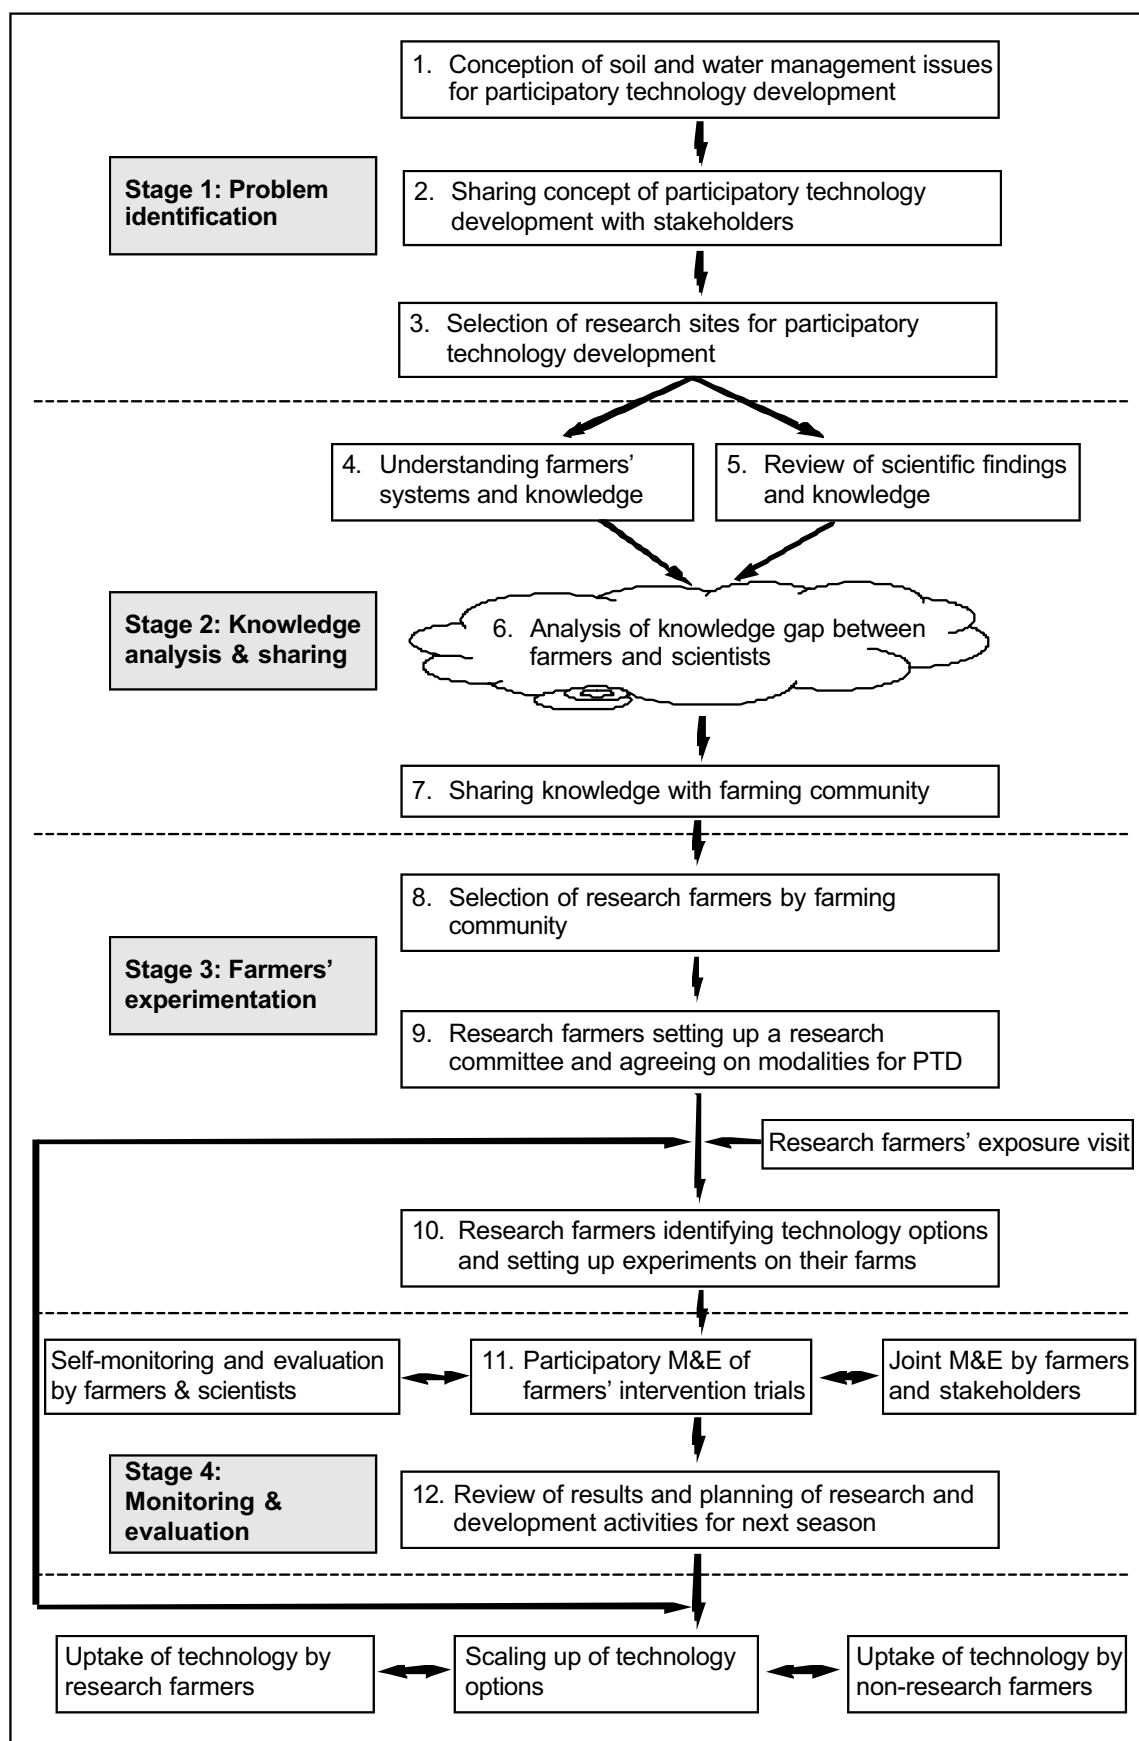 1. Conception of soil and water management issues
for participatory technology development
Stage 1: Problem
identification
2. Sharing concept of participatory technology
development with stakeholders
3. Selection of research sites for participatory
technology development
4. Understanding farmers’
systems and knowledge
5. Review of scientific findings
and knowledge
Stage 2: Knowledge
analysis & sharing
6. Analysis of knowledge gap between
farmers and scientists
7. Sharing knowledge with farming community
8. Selection of research farmers by farming
community
Stage 3: Farmers’
experimentation
9. Research farmers setting up a research
committee and agreeing on modalities for PTD
Research farmers’ exposure visit
10. Research farmers identifying technology options
and setting up experiments on their farms
Self-monitoring and evaluation
by farmers & scientists
11. Participatory M&E of
farmers’ intervention trials
Joint M&E by farmers
and stakeholders
Stage 4:
Monitoring &
evaluation
12. Review of results and planning of research and
development activities for next season
Uptake of technology by
research farmers
Scaling up of technology
options
Uptake of technology by
non-research farmers